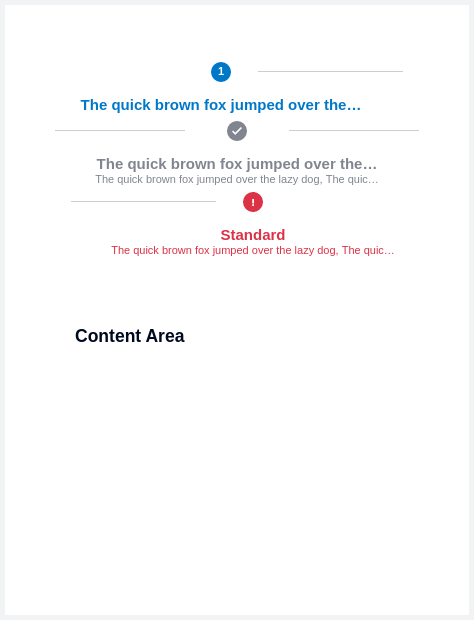 1
The quick brown fox jumped over the…
The quick brown fox jumped over the…
The quick brown fox jumped over the lazy dog, The quic…
!
Standard
The quick brown fox jumped over the lazy dog, The quic…
Content Area